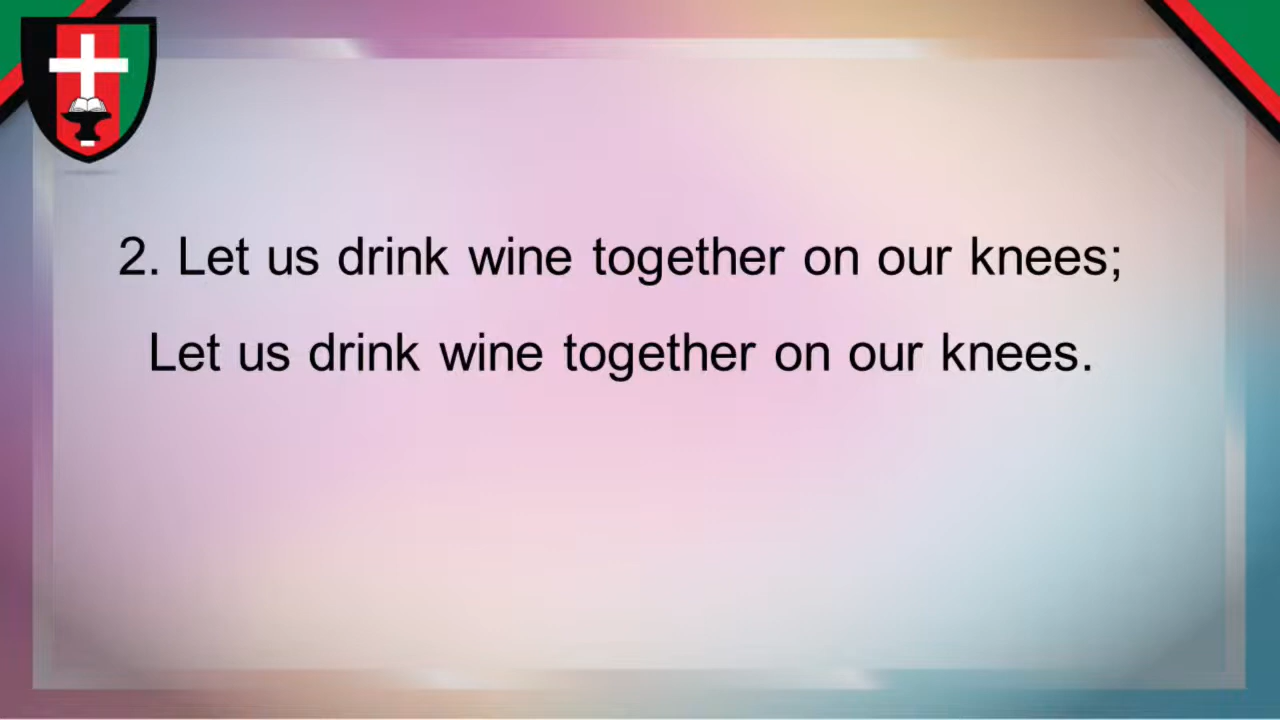 2. Let us drink wine together on our knees;
Let us drink wine together on our knees.